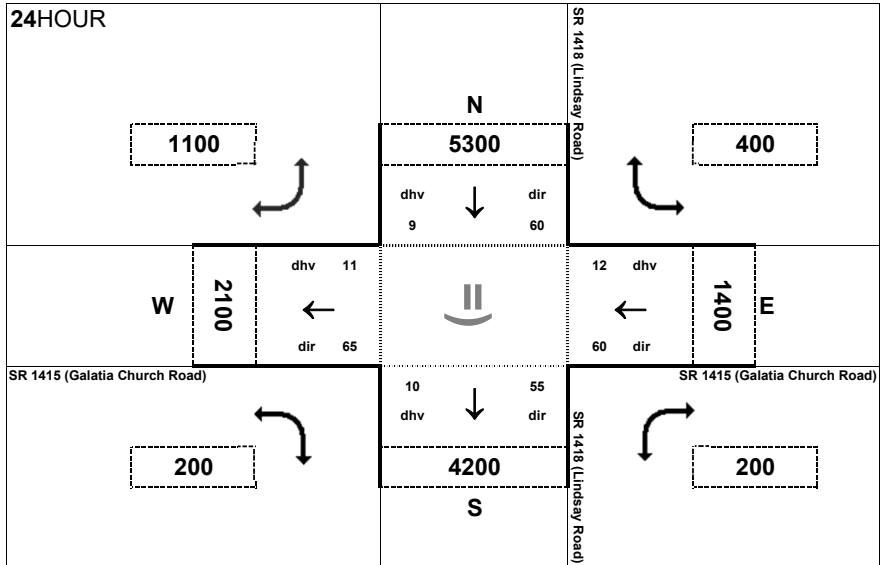 24HOUR
SR 1418 (Lindsay Road)
N
1100
5300
400
dhv dir
9 60
dhv 11
12 dhv
W
2100
1400
E
dir 65
60 dir
SR 1415 (Galatia Church Road)
SR 1415 (Galatia Church Road)
10 55
dhv dir
SR 1418 (Lindsay Road)
200
4200
200
S